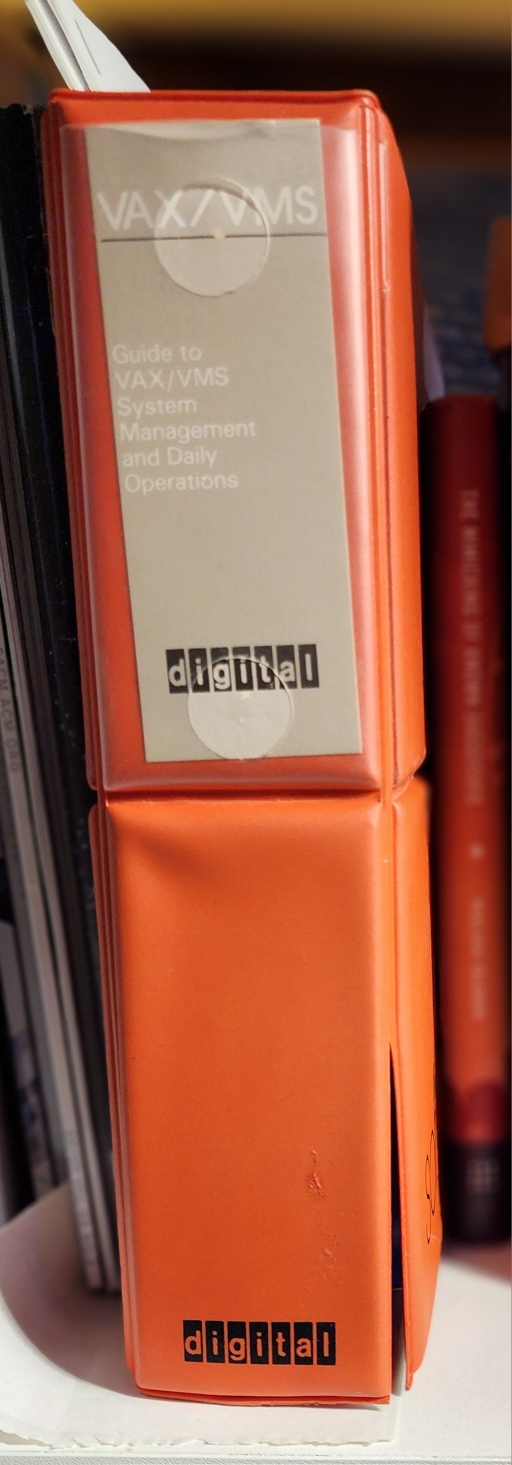 VAX/VMS
Guide to
VAX/VMS
System
Management
and Daily
Operations
digital
digital